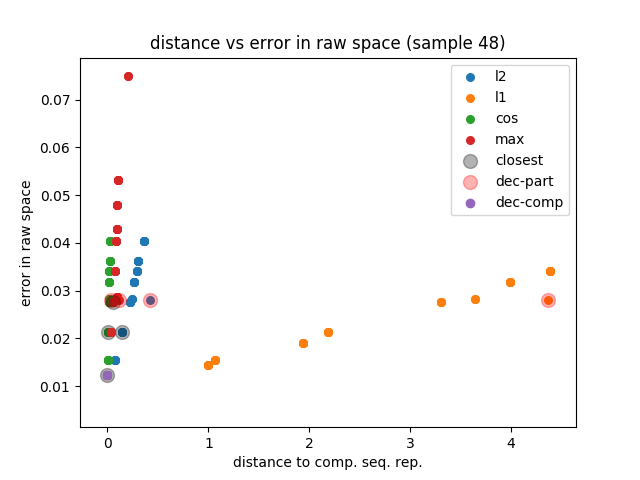 distance vs error in raw space (sample 48)
error in raw space
0.07
0.06
0.05
0.04
0.03
0.02
0.01
l2
l1
cos
max
closest
dec-part
dec-comp
0 1 2 3 4
distance to comp. seq. rep.